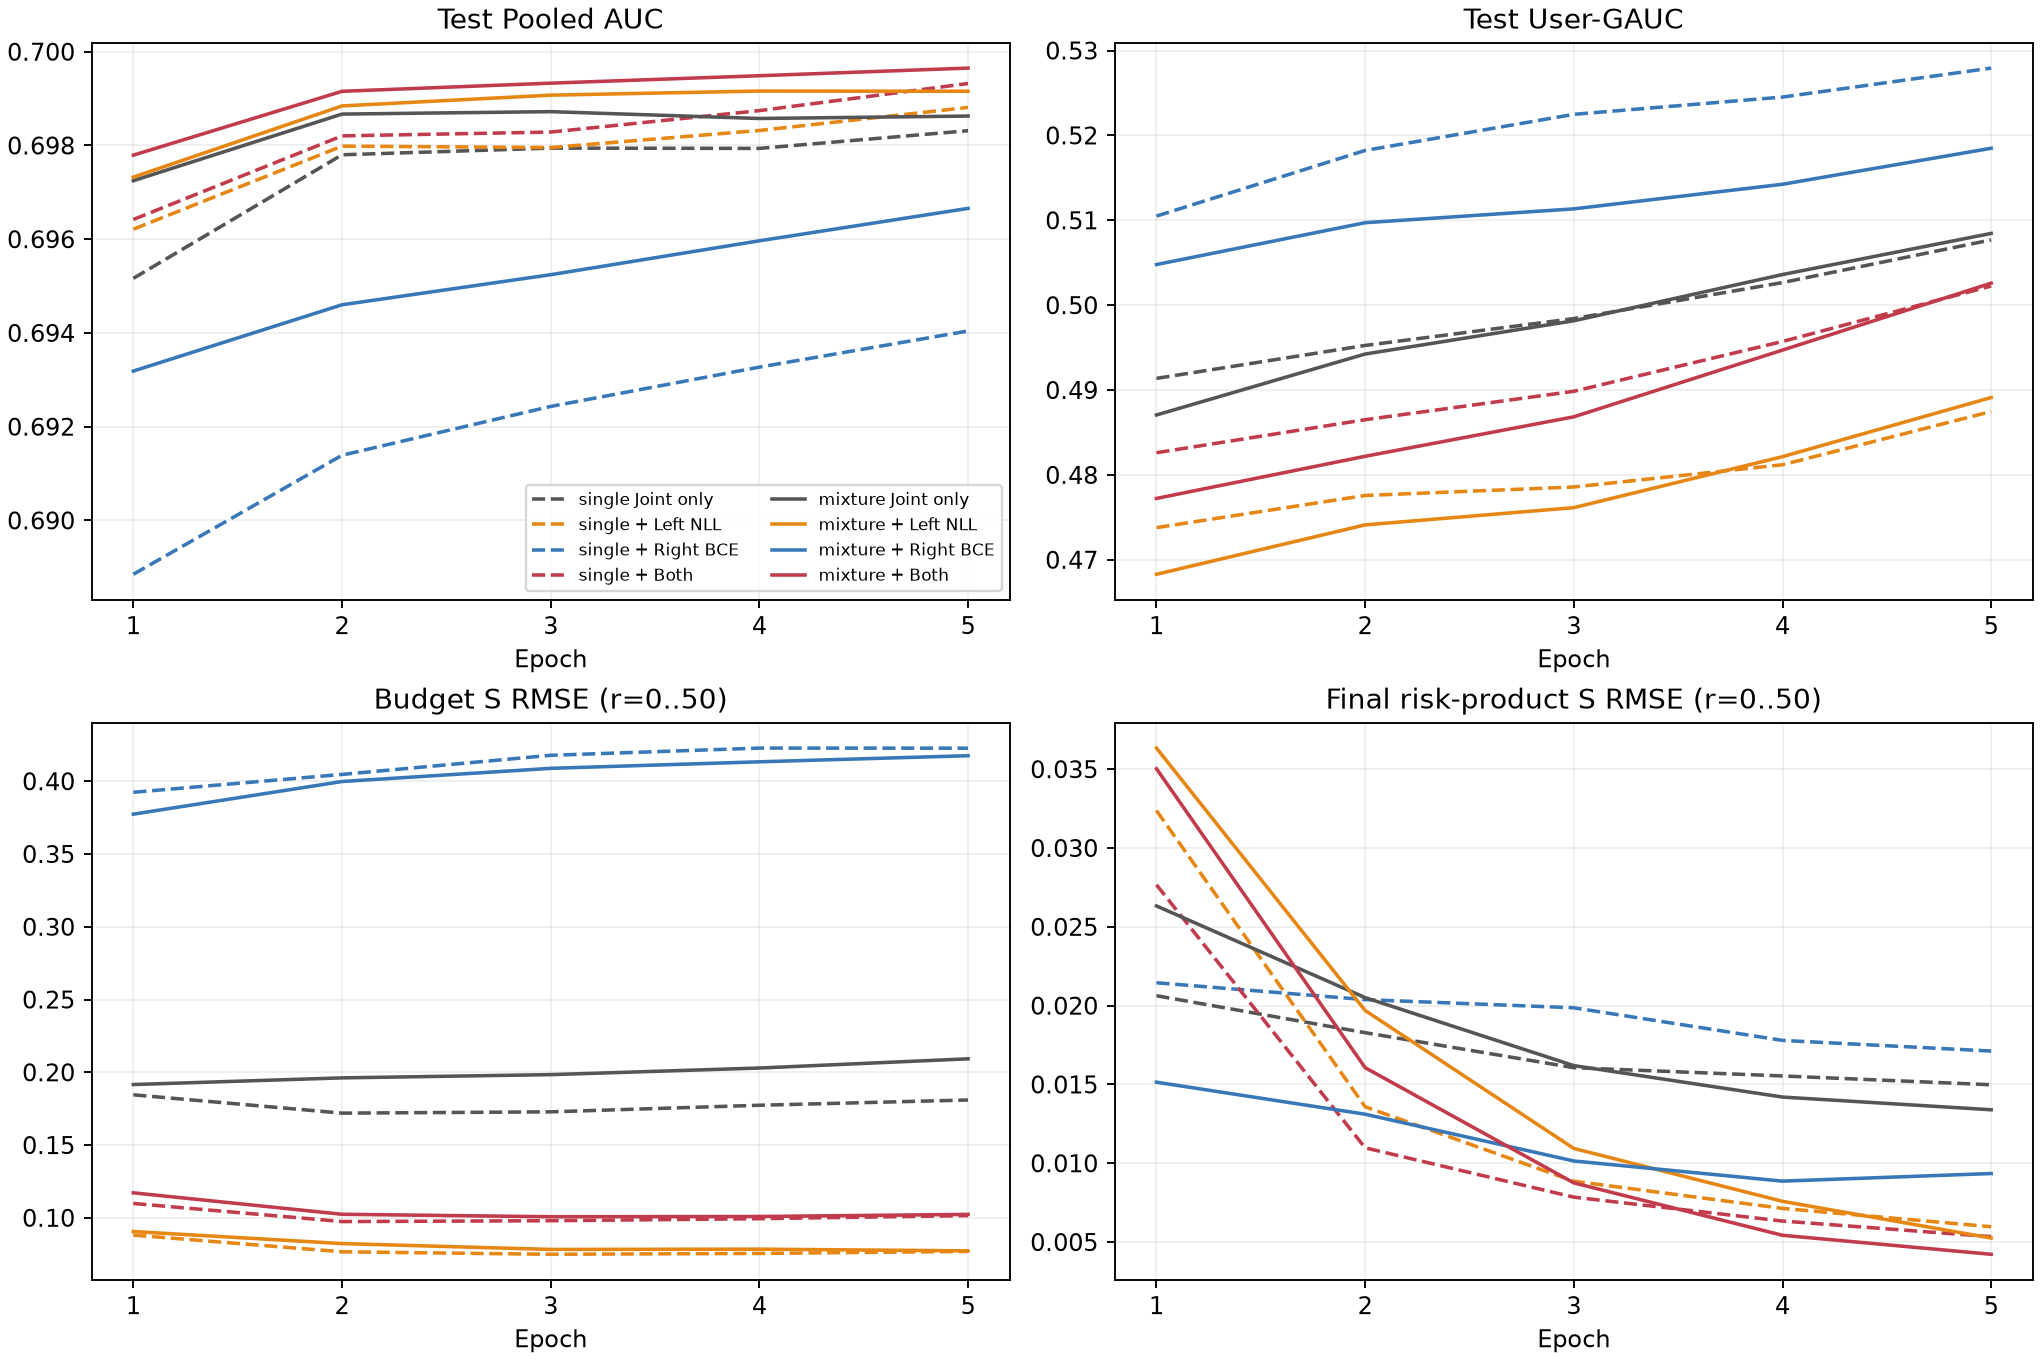 Test Pooled AUC
0.700
0.698
0.696
0.694
0.692
0.690
single Joint only
single + Left NLL
single + Right BCE
single + Both
mixture Joint only
mixture + Left NLL
mixture + Right BCE
mixture + Both
1 2 3 4 5
Epoch
Test User-GAUC
0.53
0.52
0.51
0.50
0.49
0.48
0.47
1 2 3 4 5
Epoch
Budget S RMSE (r=0..50)
0.40
0.35
0.30
0.25
0.20
0.15
0.10
1 2 3 4 5
Epoch
Final risk-product S RMSE (r=0..50)
0.035
0.030
0.025
0.020
0.015
0.010
0.005
1 2 3 4 5
Epoch